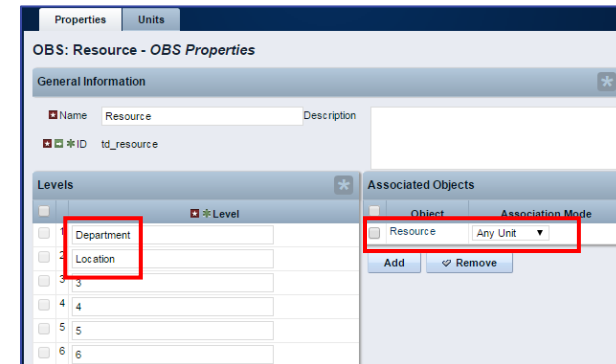 Properties Units
OBS: Resource - OBS Properties
General Information
Name Resource Description
ID td_resource
Levels
Level
1 Department
2 Location
3 3
4 4
5 5
6 6
Associated Objects
Object Association Mode
Resource Any Unit
Add Remove